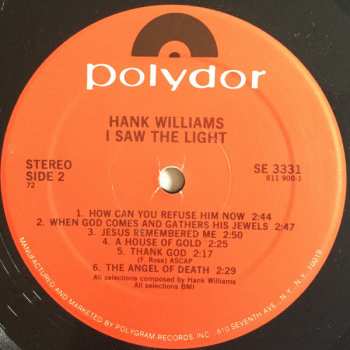 polydor
HANK WILLIAMS
I SAW THE LIGHT
STEREO
SIDE 2
72
SE 3331
811 900-1
1. HOW CAN YOU REFUSE HIM NOW 2:44
2. WHEN GOD COMES AND GATHERS HIS JEWELS 2:47
3. JESUS REMEMBERED ME 2:50
4. A HOUSE OF GOLD 2:25
5. THANK GOD 2:17
(F. Rose) ASCAP
6. THE ANGEL OF DEATH 2:29
All selections composed by Hank Williams
All selections BMI
MANUFACTURED AND MARKETED BY POLYGRAM RECORDS, INC. · 810 SEVENTH AVE., N.Y., N.Y. 10019